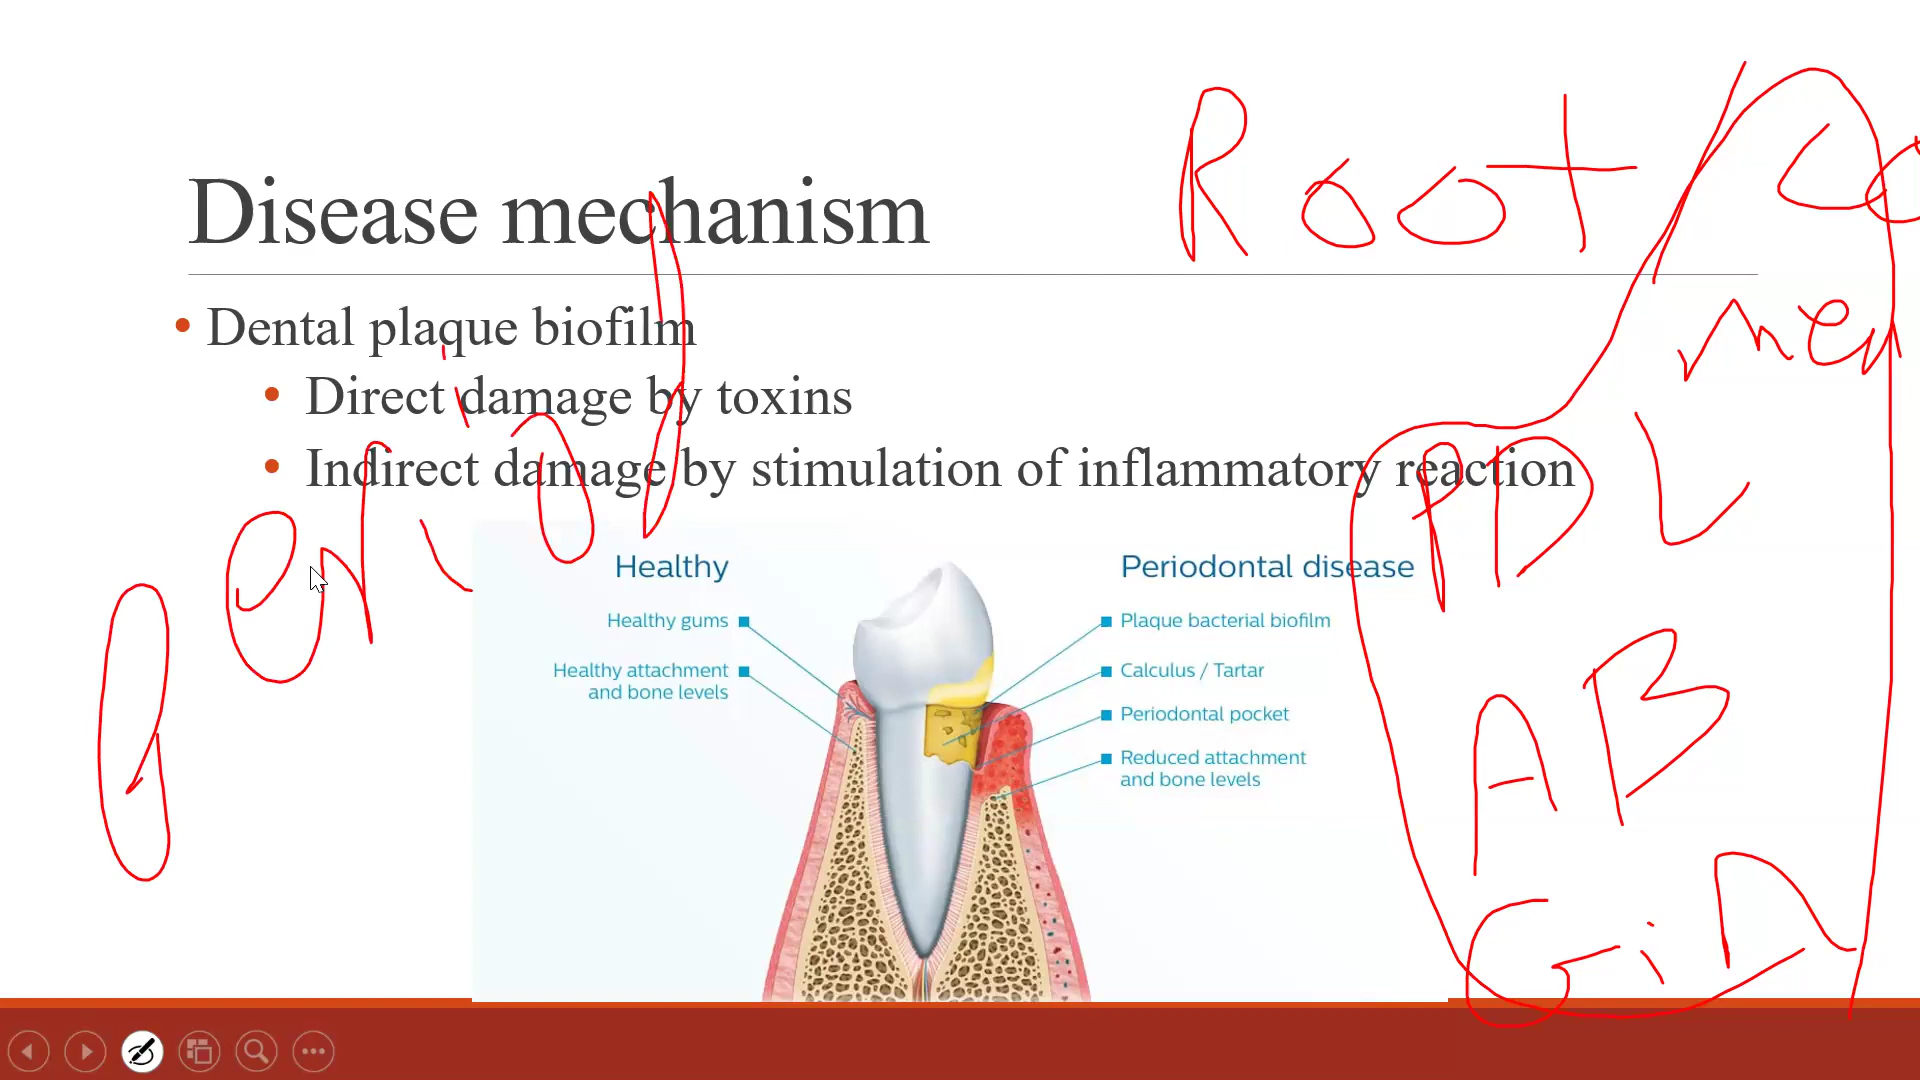 Root
Disease mechanism
• Dental plaque biofilm
• Direct damage by toxins
• Indirect damage by stimulation of inflammatory reaction
Period
PDL
AB
Gin
Healthy
Healthy gums
Healthy attachment
and bone levels
Periodontal disease
Plaque bacterial biofilm
Calculus / Tartar
Periodontal pocket
Reduced attachment
and bone levels